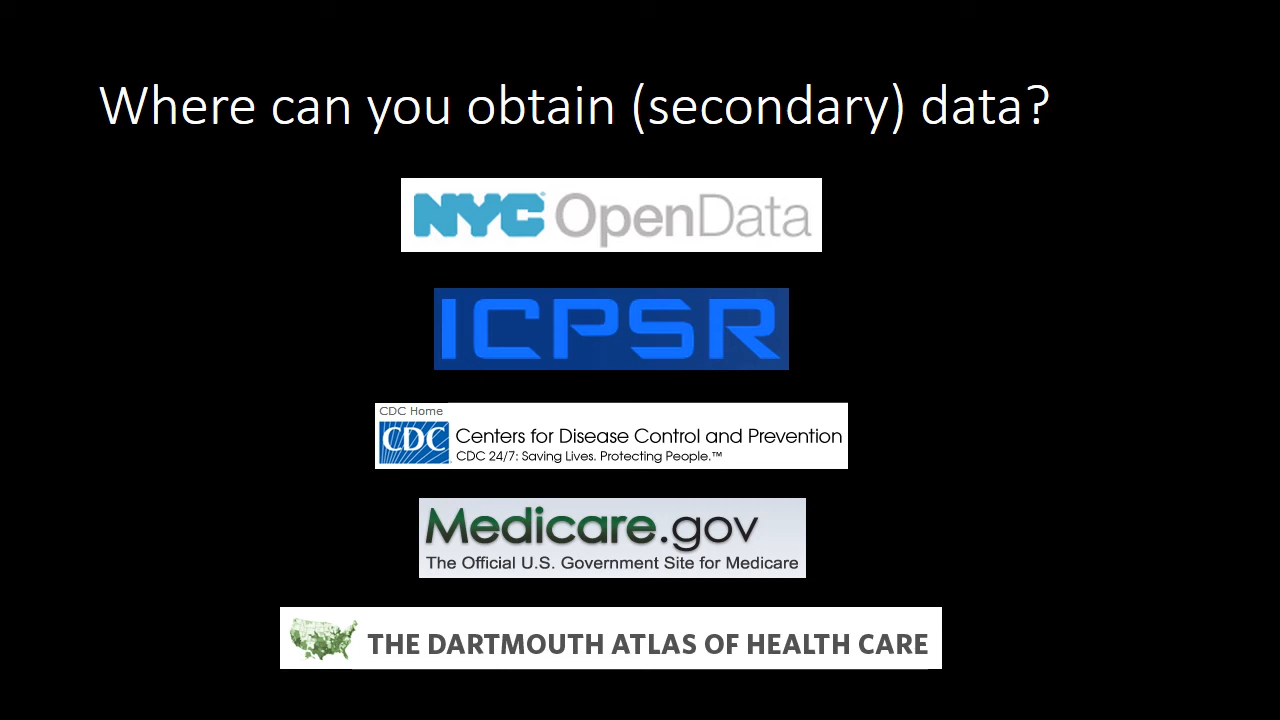 Where can you obtain (secondary) data?
NYC OpenData
ICPSR
CDC Home
CDC Centers for Disease Control and Prevention
CDC 24/7: Saving Lives. Protecting People.™
Medicare.gov
The Official U.S. Government Site for Medicare
THE DARTMOUTH ATLAS OF HEALTH CARE